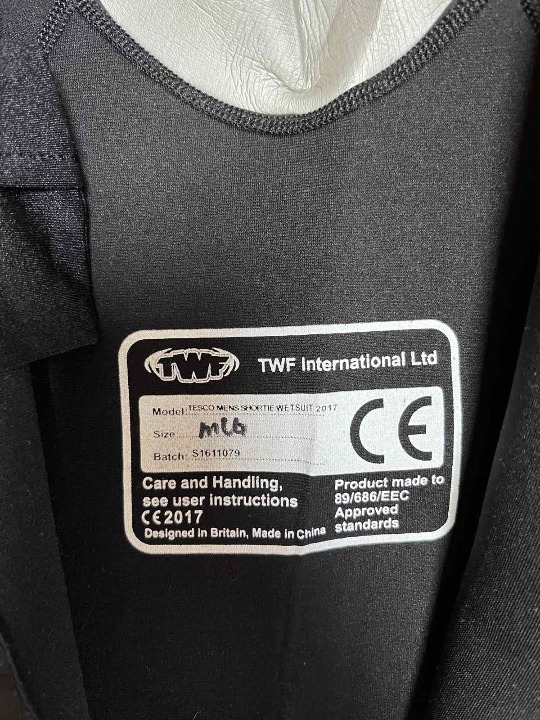 TWF
TWF International Ltd
Model: TESCO MENS SHORTIE WETSUIT 2017
Size MLG
Batch: S1611079
CE
Care and Handling,
see user instructions
CE 2017
Designed in Britain, Made in China
Product made to
89/686/EEC
Approved
standards